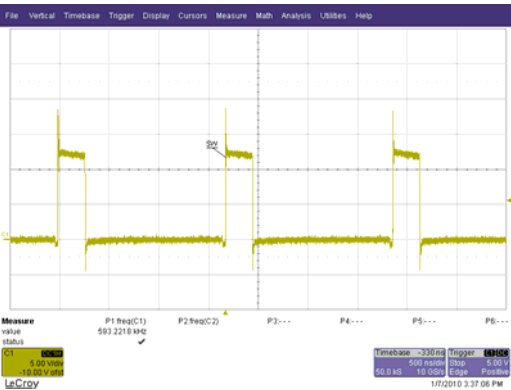 File Vertical Timebase Trigger Display Cursors Measure Math Analysis Utilities Help
C1
Measure P1:freq(C1) P2:freq(C2) P3:--- P4:--- P5:--- P6:---
value 593.2218 kHz
status ✓
C1 DC1M
5.00 V/div
-10.00 V ofst
Timebase -330 ns
500 ns/div
50.0 kS 10 GS/s
Trigger C1 DC
Stop 5.00 V
Edge Positive
LeCroy 1/7/2010 3:37:06 PM